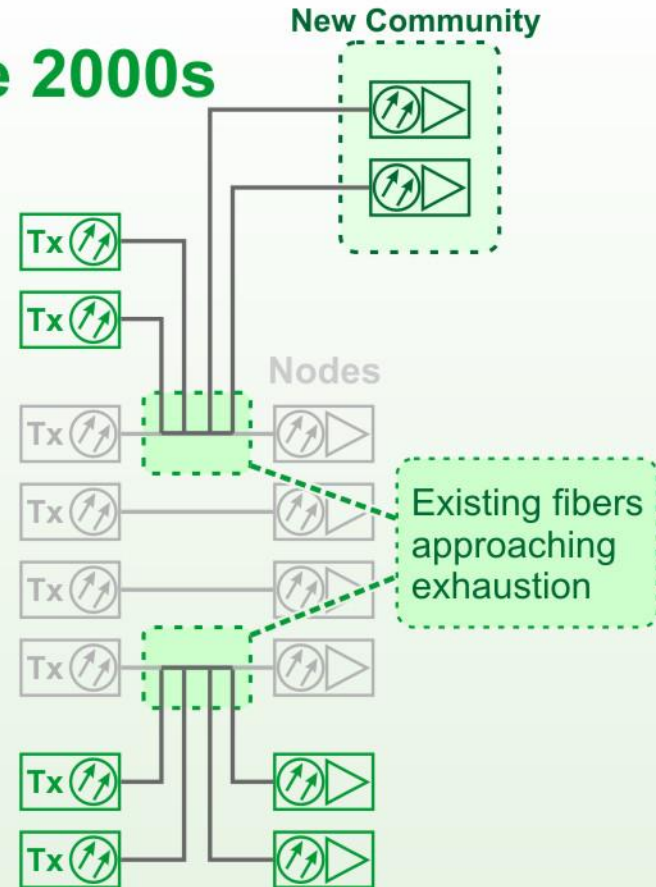 New Community
e 2000s
Tx
Tx
Nodes
Tx
Tx
Existing fibers
approaching
exhaustion
Tx
Tx
Tx
Tx